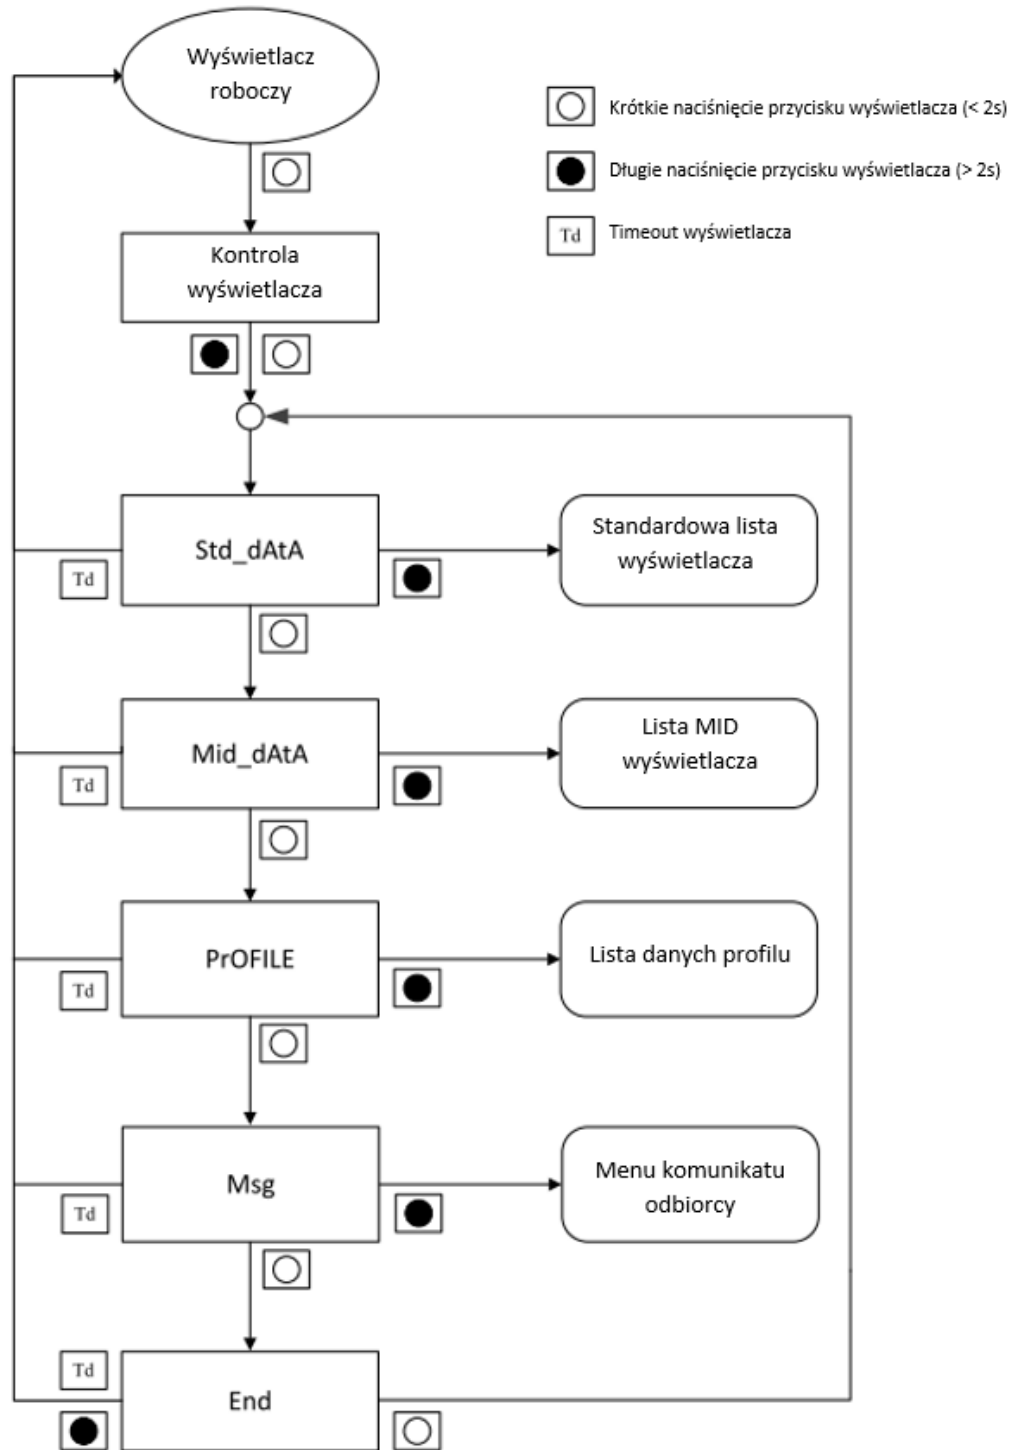 Wyświetlacz
roboczy
Krótkie naciśnięcie przycisku wyświetlacza (< 2s)
Długie naciśnięcie przycisku wyświetlacza (> 2s)
Td
Timeout wyświetlacza
Kontrola
wyświetlacza
Std_dAtA
Td
Standardowa lista
wyświetlacza
Mid_dAtA
Td
Lista MID
wyświetlacza
PrOFILE
Td
Lista danych profilu
Msg
Td
Menu komunikatu
odbiorcy
Td
End